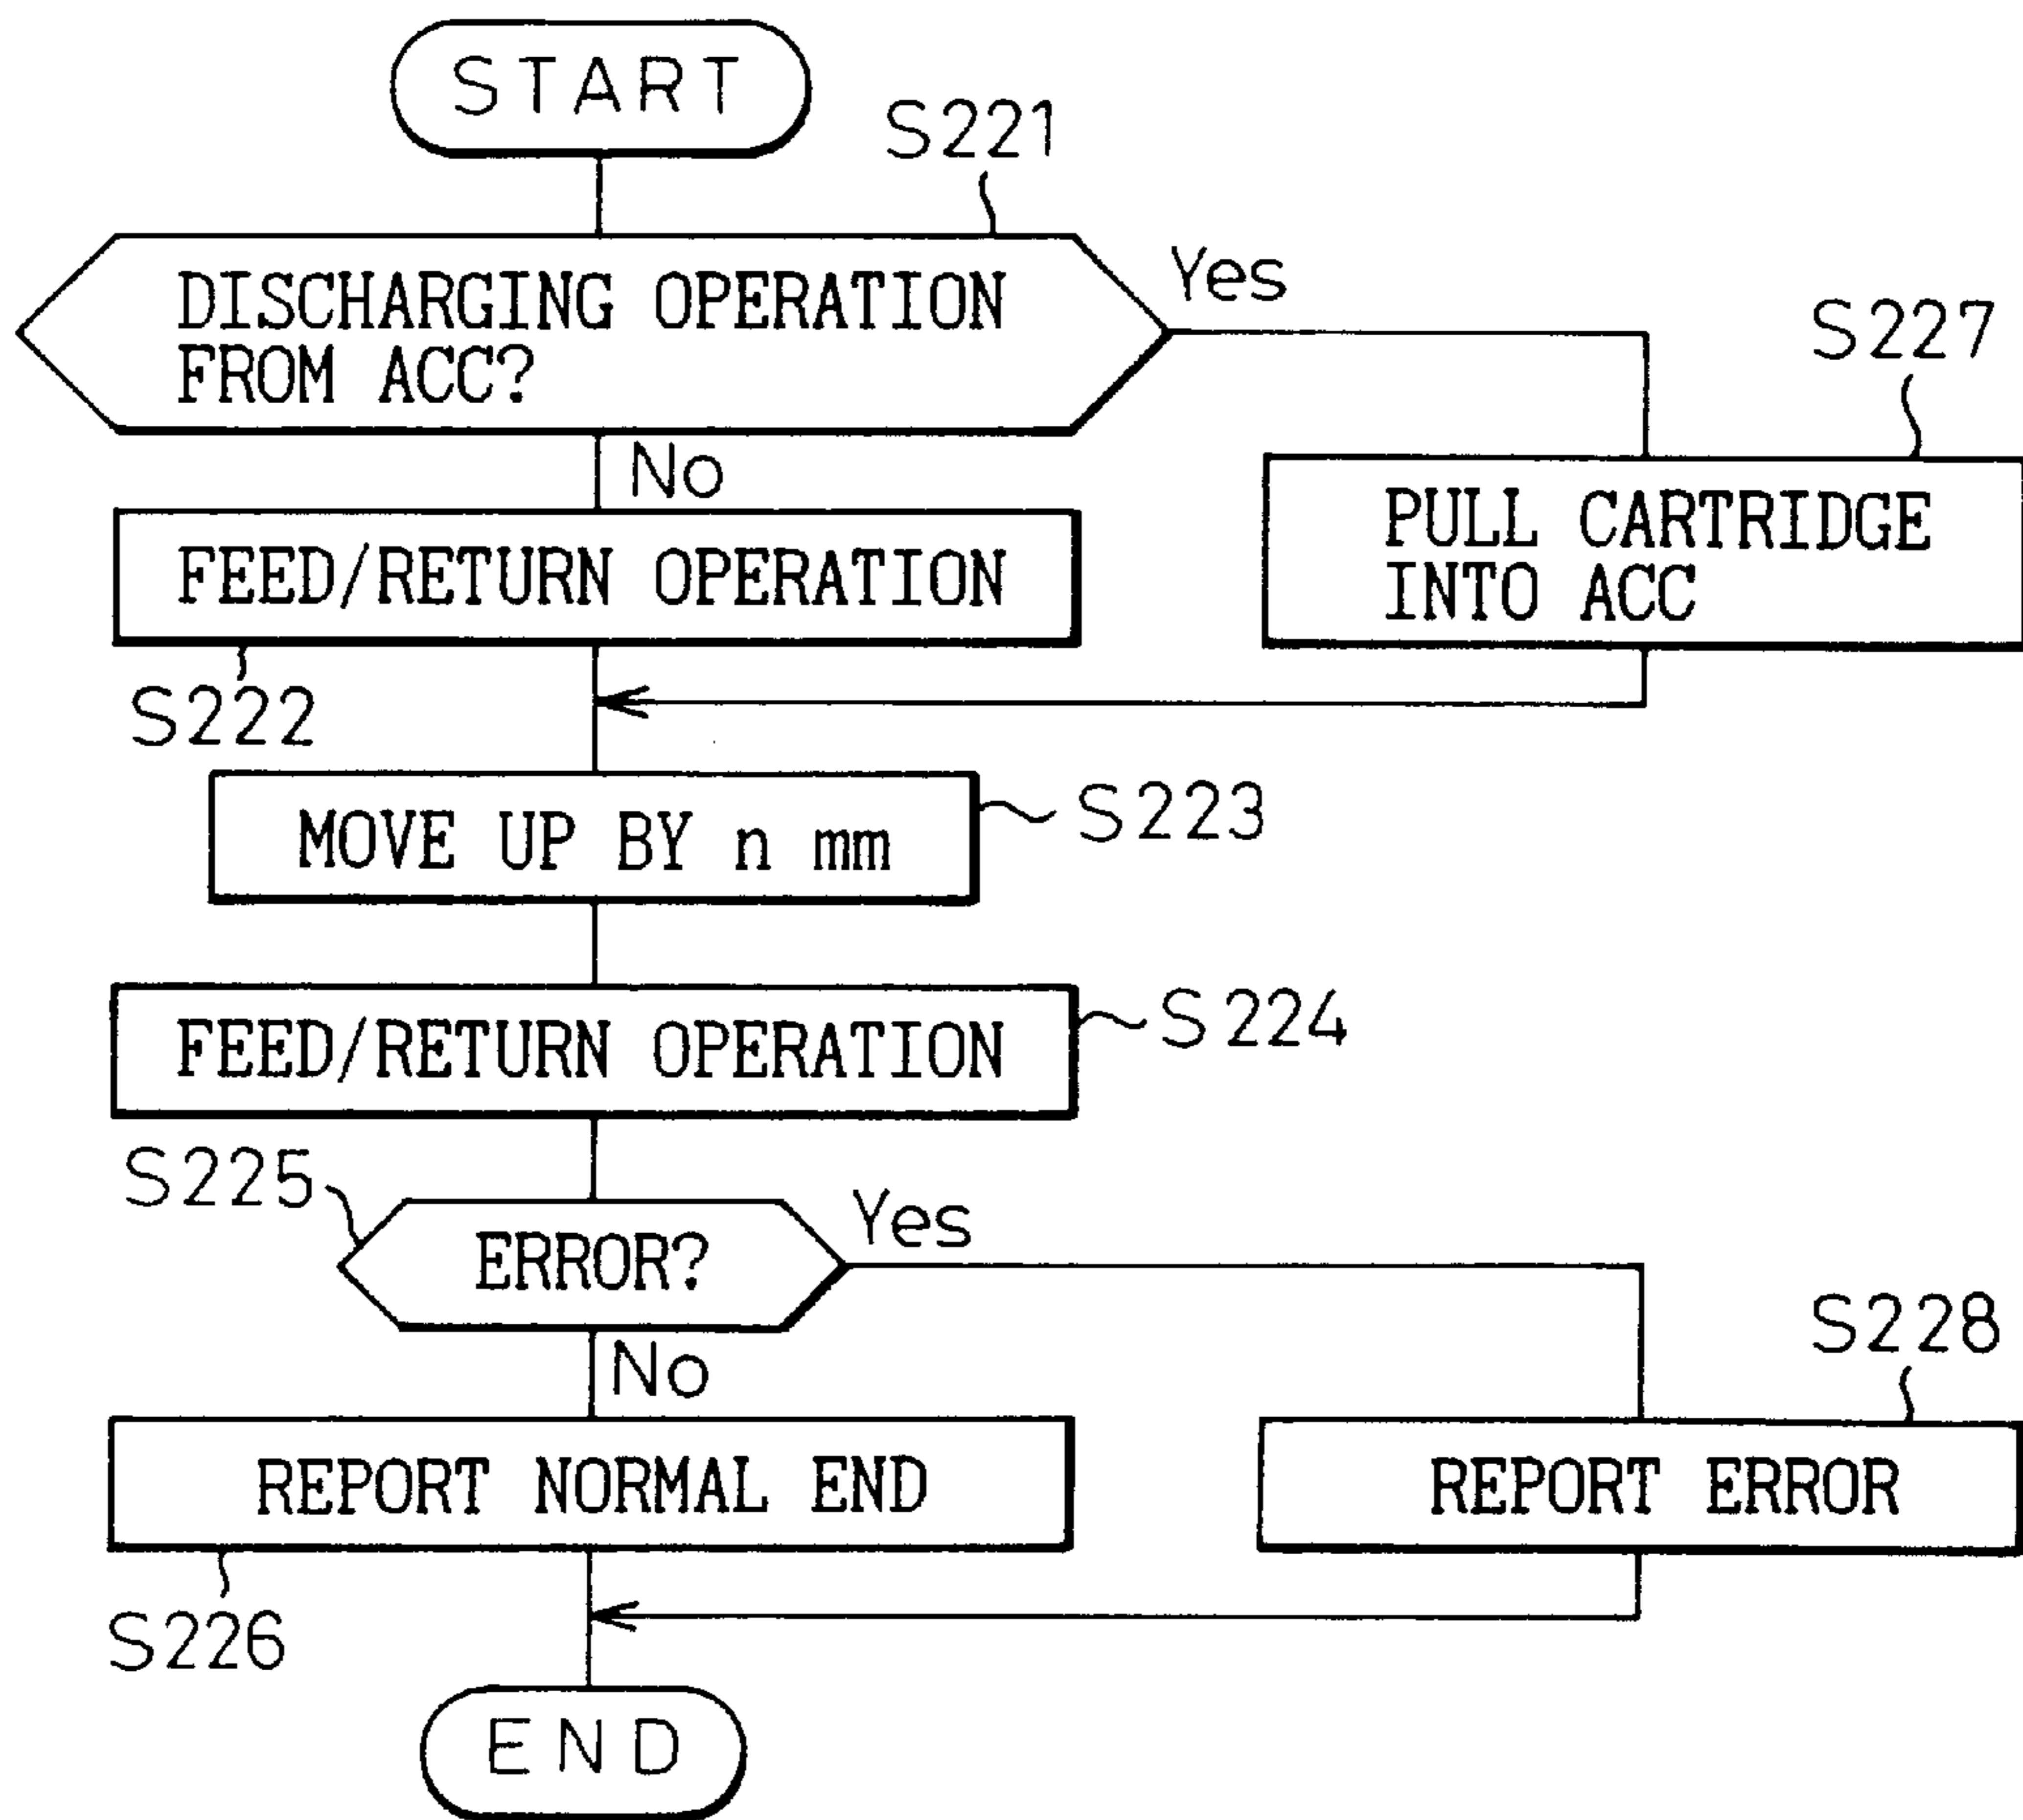 START
S221
DISCHARGING OPERATION
FROM ACC?
Yes
S227
No
PULL CARTRIDGE
INTO ACC
FEED/RETURN OPERATION
S222
MOVE UP BY n mm
S223
FEED/RETURN OPERATION
S224
S225
ERROR?
Yes
No
S228
REPORT NORMAL END
REPORT ERROR
S226
END